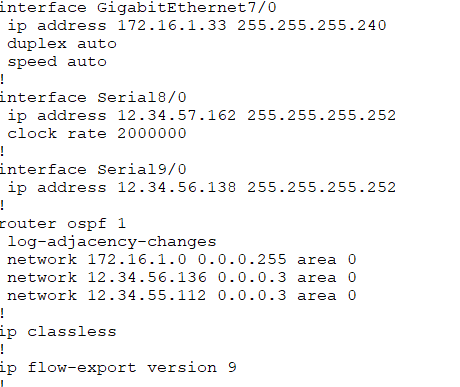 interface GigabitEthernet7/0
 ip address 172.16.1.33 255.255.255.240
 duplex auto
 speed auto
!
interface Serial8/0
 ip address 12.34.57.162 255.255.255.252
 clock rate 2000000
!
interface Serial9/0
 ip address 12.34.56.138 255.255.255.252
!
router ospf 1
 log-adjacency-changes
 network 172.16.1.0 0.0.0.255 area 0
 network 12.34.56.136 0.0.0.3 area 0
 network 12.34.55.112 0.0.0.3 area 0
!
ip classless
!
ip flow-export version 9
!